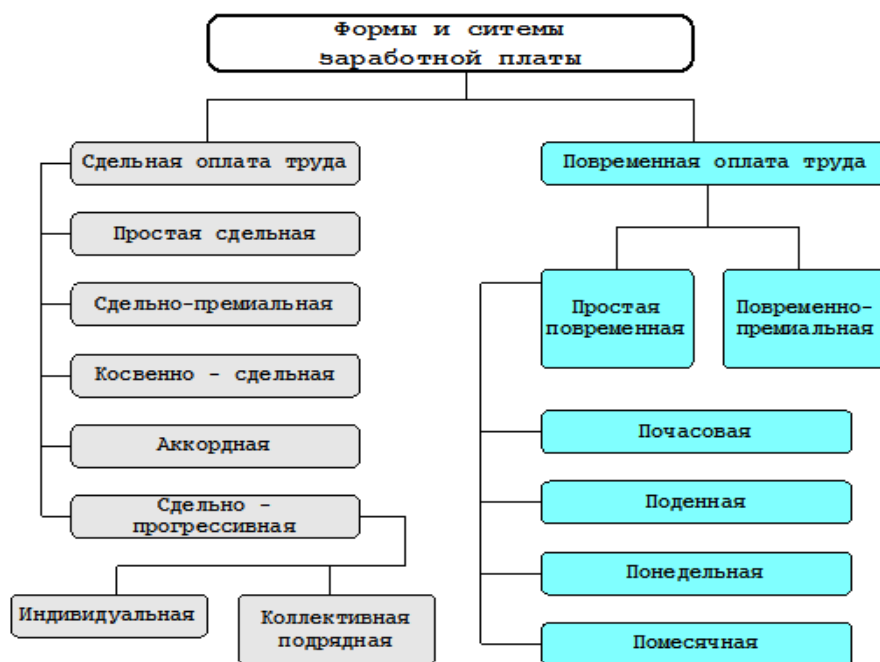 Формы и ситемы
заработной платы
Сдельная оплата труда
Простая сдельная
Сдельно-премиальная
Косвенно - сдельная
Аккордная
Сдельно -
прогрессивная
Индивидуальная
Коллективная
подрядная
Повременная оплата труда
Простая
повременная
Повременно-
премиальная
Почасовая
Поденная
Понедельная
Помесячная